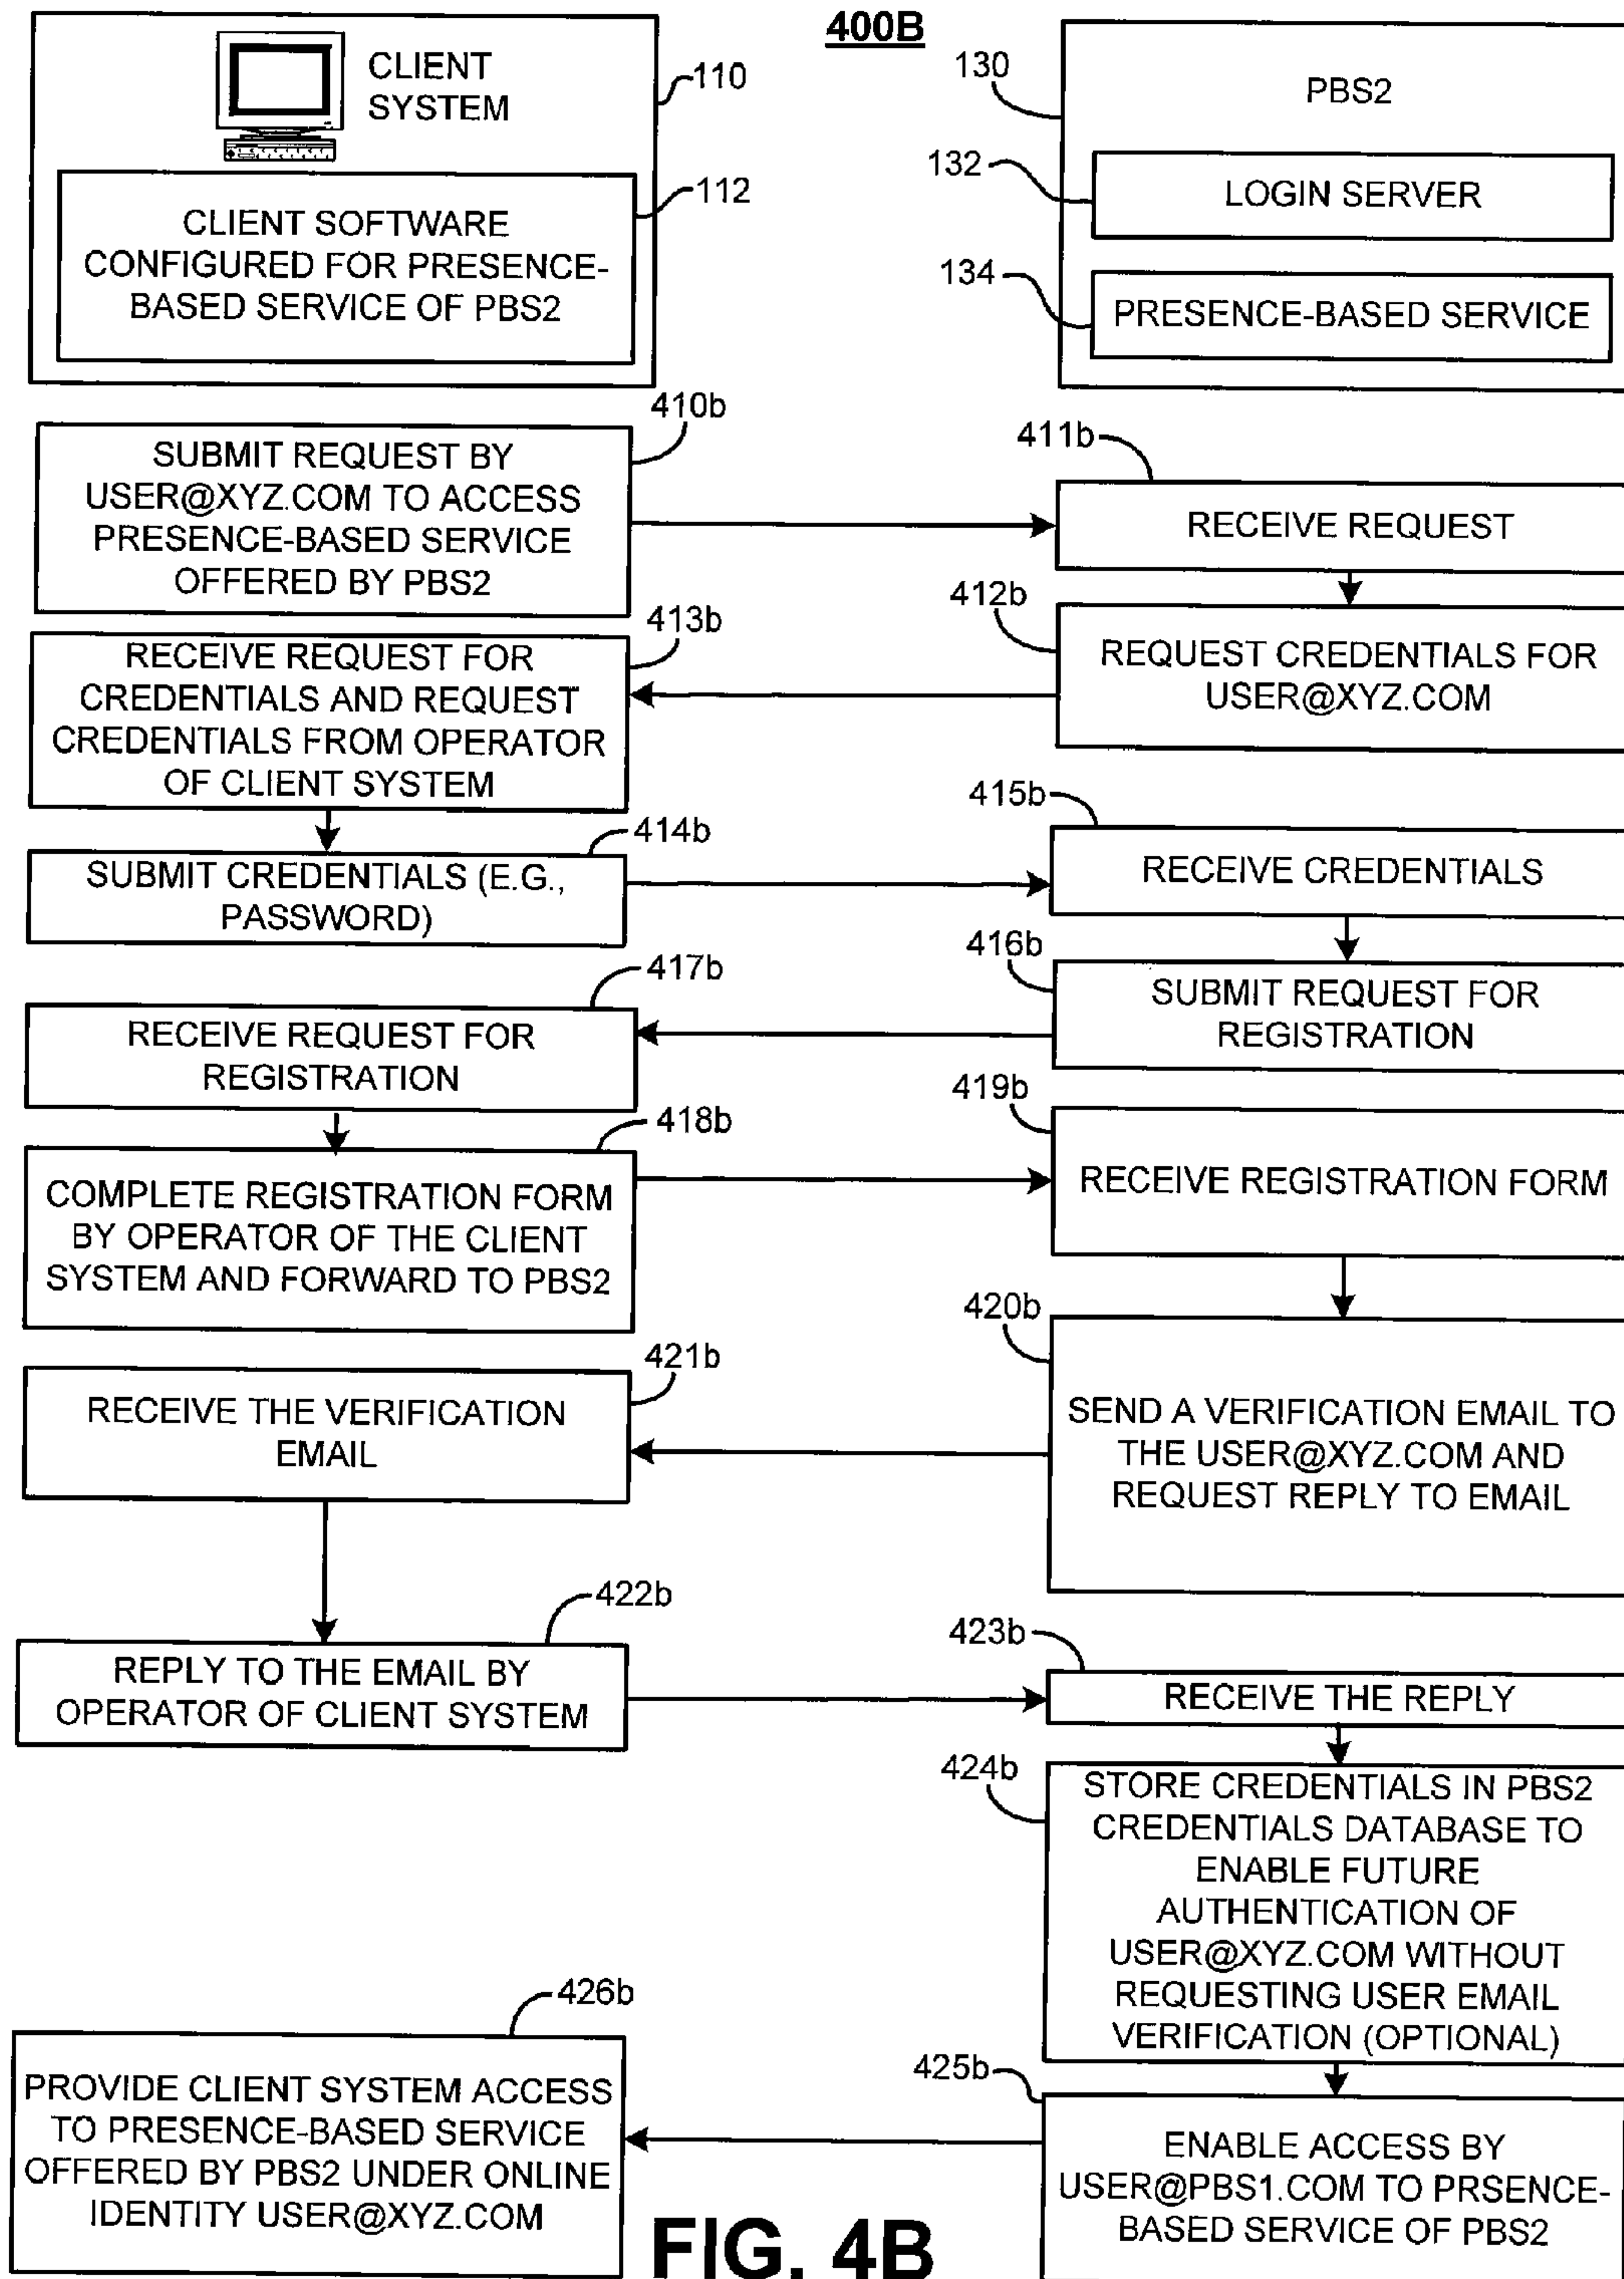 400B
CLIENT
SYSTEM
110
112
CLIENT SOFTWARE
CONFIGURED FOR PRESENCE-
BASED SERVICE OF PBS2
130
PBS2
132
LOGIN SERVER
134
PRESENCE-BASED SERVICE
410b
SUBMIT REQUEST BY
USER@XYZ.COM TO ACCESS
PRESENCE-BASED SERVICE
OFFERED BY PBS2
411b
RECEIVE REQUEST
412b
REQUEST CREDENTIALS FOR
USER@XYZ.COM
413b
RECEIVE REQUEST FOR
CREDENTIALS AND REQUEST
CREDENTIALS FROM OPERATOR
OF CLIENT SYSTEM
414b
SUBMIT CREDENTIALS (E.G.,
PASSWORD)
415b
RECEIVE CREDENTIALS
416b
SUBMIT REQUEST FOR
REGISTRATION
417b
RECEIVE REQUEST FOR
REGISTRATION
418b
COMPLETE REGISTRATION FORM
BY OPERATOR OF THE CLIENT
SYSTEM AND FORWARD TO PBS2
419b
RECEIVE REGISTRATION FORM
420b
SEND A VERIFICATION EMAIL TO
THE USER@XYZ.COM AND
REQUEST REPLY TO EMAIL
421b
RECEIVE THE VERIFICATION
EMAIL
422b
REPLY TO THE EMAIL BY
OPERATOR OF CLIENT SYSTEM
423b
RECEIVE THE REPLY
424b
STORE CREDENTIALS IN PBS2
CREDENTIALS DATABASE TO
ENABLE FUTURE
AUTHENTICATION OF
USER@XYZ.COM WITHOUT
REQUESTING USER EMAIL
VERIFICATION (OPTIONAL)
425b
ENABLE ACCESS BY
USER@PBS1.COM TO PRSENCE-
BASED SERVICE OF PBS2
426b
PROVIDE CLIENT SYSTEM ACCESS
TO PRESENCE-BASED SERVICE
OFFERED BY PBS2 UNDER ONLINE
IDENTITY USER@XYZ.COM
FIG. 4B